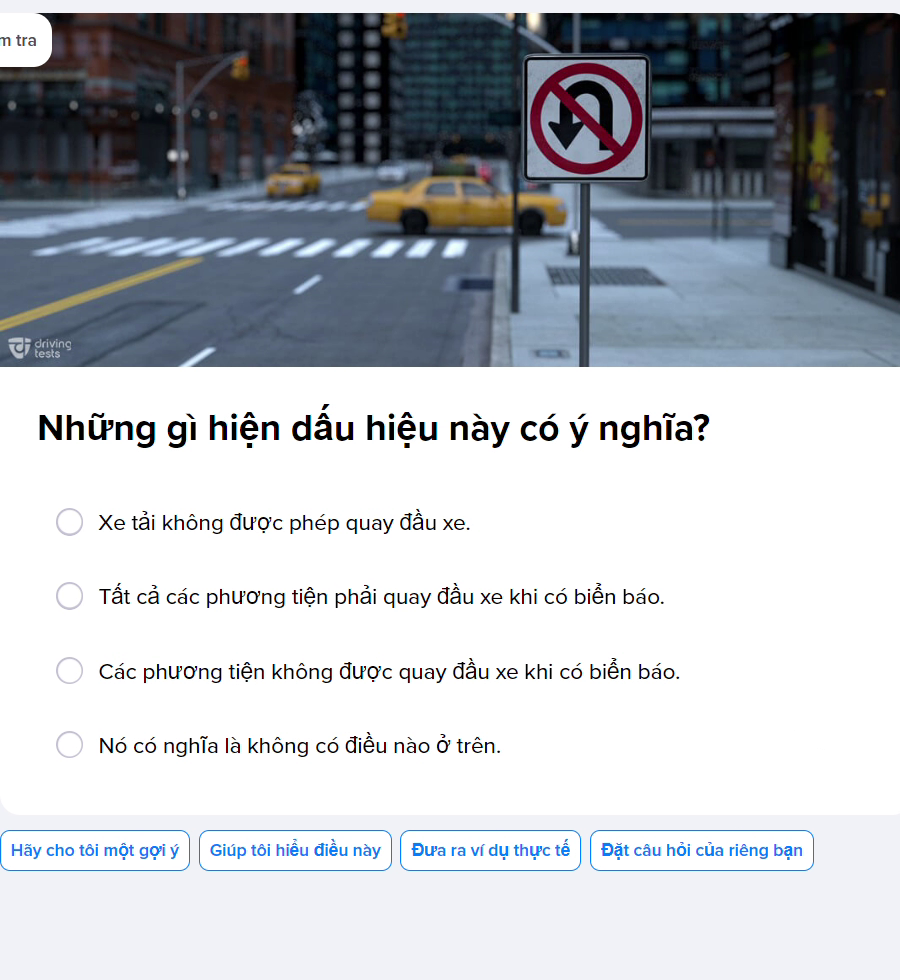 m tra
driving
tests
Những gì hiện dấu hiệu này có ý nghĩa?
Xe tải không được phép quay đầu xe.
Tất cả các phương tiện phải quay đầu xe khi có biển báo.
Các phương tiện không được quay đầu xe khi có biển báo.
Nó có nghĩa là không có điều nào ở trên.
Hãy cho tôi một gợi ý Giúp tôi hiểu điều này Đưa ra ví dụ thực tế Đặt câu hỏi của riêng bạn